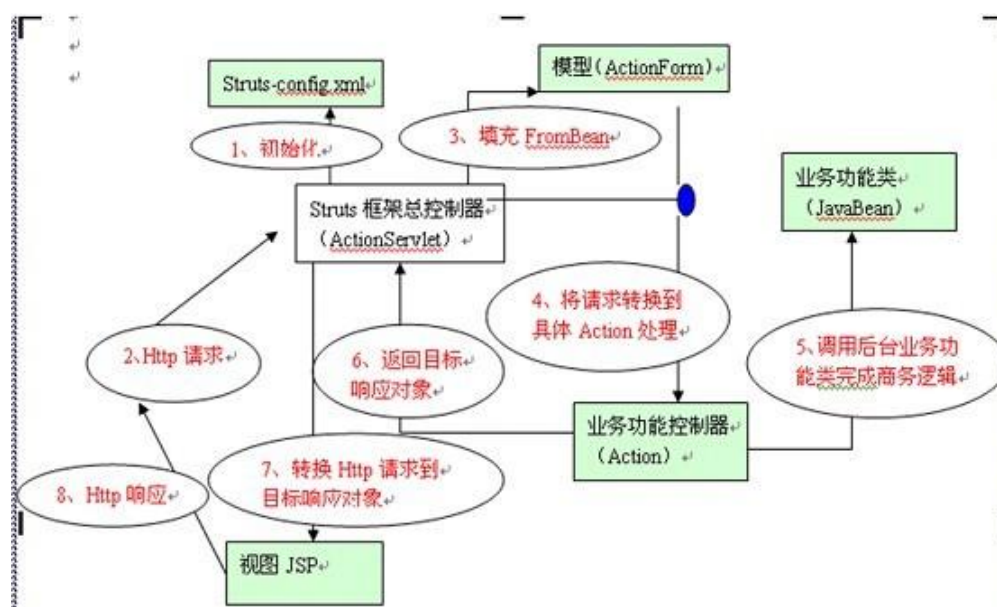 Struts-config.xml
模型(ActionForm)
1、初始化
3、填充 FromBean
业务功能类
（JavaBean）
Struts 框架总控制器
（ActionServlet）
4、将请求转换到
具体 Action 处理
2、Http 请求
6、返回目标
响应对象
5、调用后台业务功
能类完成商务逻辑
业务功能控制器
（Action）
7、转换 Http 请求到
目标响应对象
8、Http 响应
视图 JSP